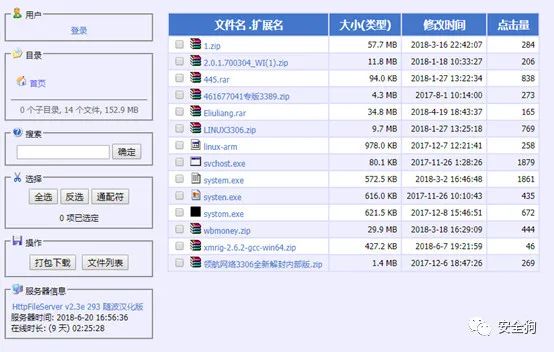 用户
登录
目录
首页
0 个子目录, 14 个文件, 152.9 MB
搜索
确定
选择
全选 反选 通配符
0 项已选定
操作
打包下载 文件列表
服务器信息
HttpFileServer v2.3e 293 随波汉化版
服务器时间: 2018-6-20 16:56:36
在线时长: (9 天) 02:25:28
文件名 .扩展名 大小(类型) 修改时间 点击量
1.zip 57.7 MB 2018-3-16 22:42:07 284
2.0.1.700304_WI(1).zip 11.8 MB 2018-1-18 10:33:27 206
445.rar 94.0 KB 2018-1-27 13:22:34 838
461677041专版3389.zip 4.3 MB 2017-8-1 10:14:00 273
Eliuliang.rar 34.8 MB 2018-4-19 18:43:37 165
LINUX3306.zip 9.7 MB 2018-1-27 13:25:18 769
linux-arm 978.0 KB 2017-12-7 12:21:41 258
svchost.exe 80.1 KB 2017-11-26 1:28:26 1879
system.exe 572.5 KB 2018-3-2 16:46:48 1861
systen.exe 616.0 KB 2017-11-26 10:10:43 435
systom.exe 621.5 KB 2017-12-8 15:46:51 672
wbmoney.zip 29.9 MB 2018-3-18 16:29:09 444
xmrig-2.6.2-gcc-win64.zip 427.2 KB 2018-6-7 19:21:59 46
领航网络3306全新解封内部版.zip 1.4 MB 2017-12-6 18:47:26 269
安全狗